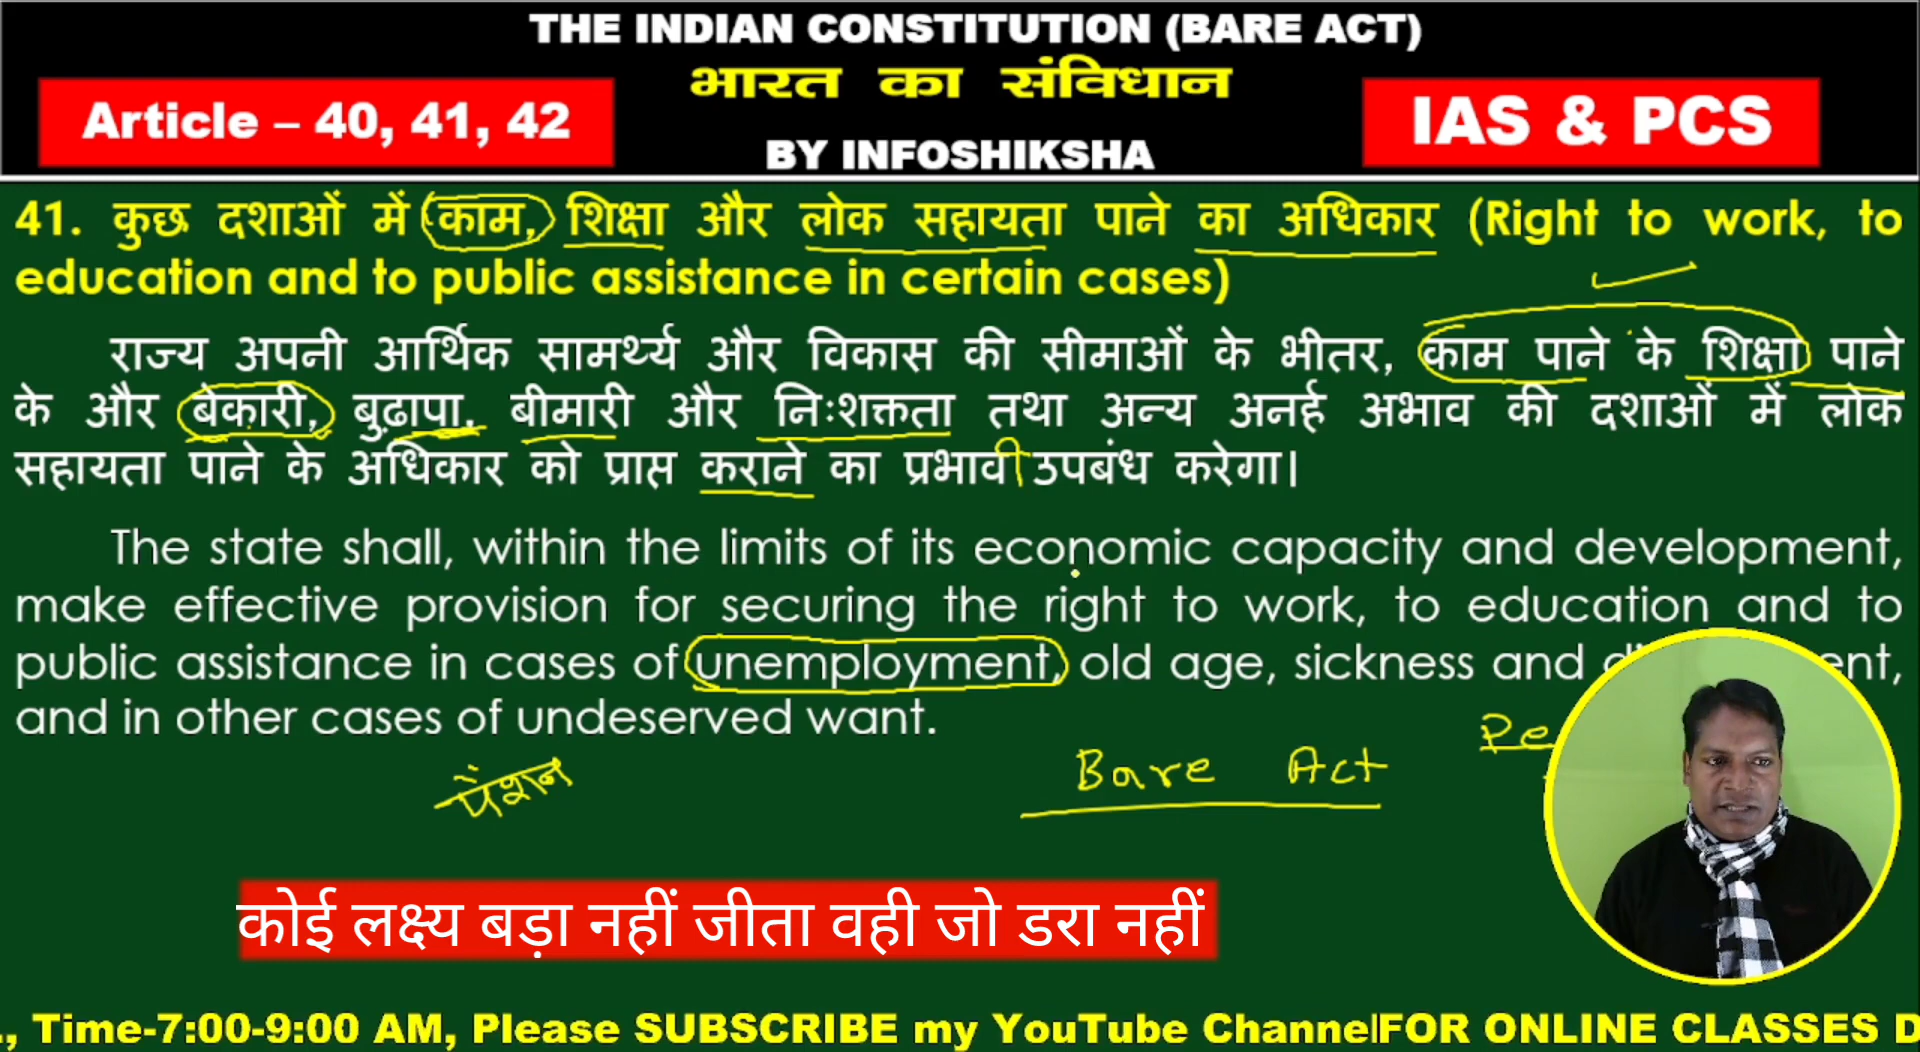 THE INDIAN CONSTITUTION (BARE ACT)
भारत का संविधान
Article – 40, 41, 42
IAS & PCS
BY INFOSHIKSHA
41. कुछ दशाओं में काम, शिक्षा और लोक सहायता पाने का अधिकार (Right to work, to
education and to public assistance in certain cases)
राज्य अपनी आर्थिक सामर्थ्य और विकास की सीमाओं के भीतर, काम पाने के शिक्षा पाने
के और बेकारी, बुढ़ापा, बीमारी और निःशक्तता तथा अन्य अनर्ह अभाव की दशाओं में लोक
सहायता पाने के अधिकार को प्राप्त कराने का प्रभावी उपबंध करेगा।
The state shall, within the limits of its economic capacity and development,
make effective provision for securing the right to work, to education and to
public assistance in cases of unemployment, old age, sickness and
and in other cases of undeserved want.
Pe
पेंशन
Bare Act
कोई लक्ष्य बड़ा नहीं जीता वही जो डरा नहीं
., Time-7:00-9:00 AM, Please SUBSCRIBE my YouTube Channel FOR ONLINE CLASSES D